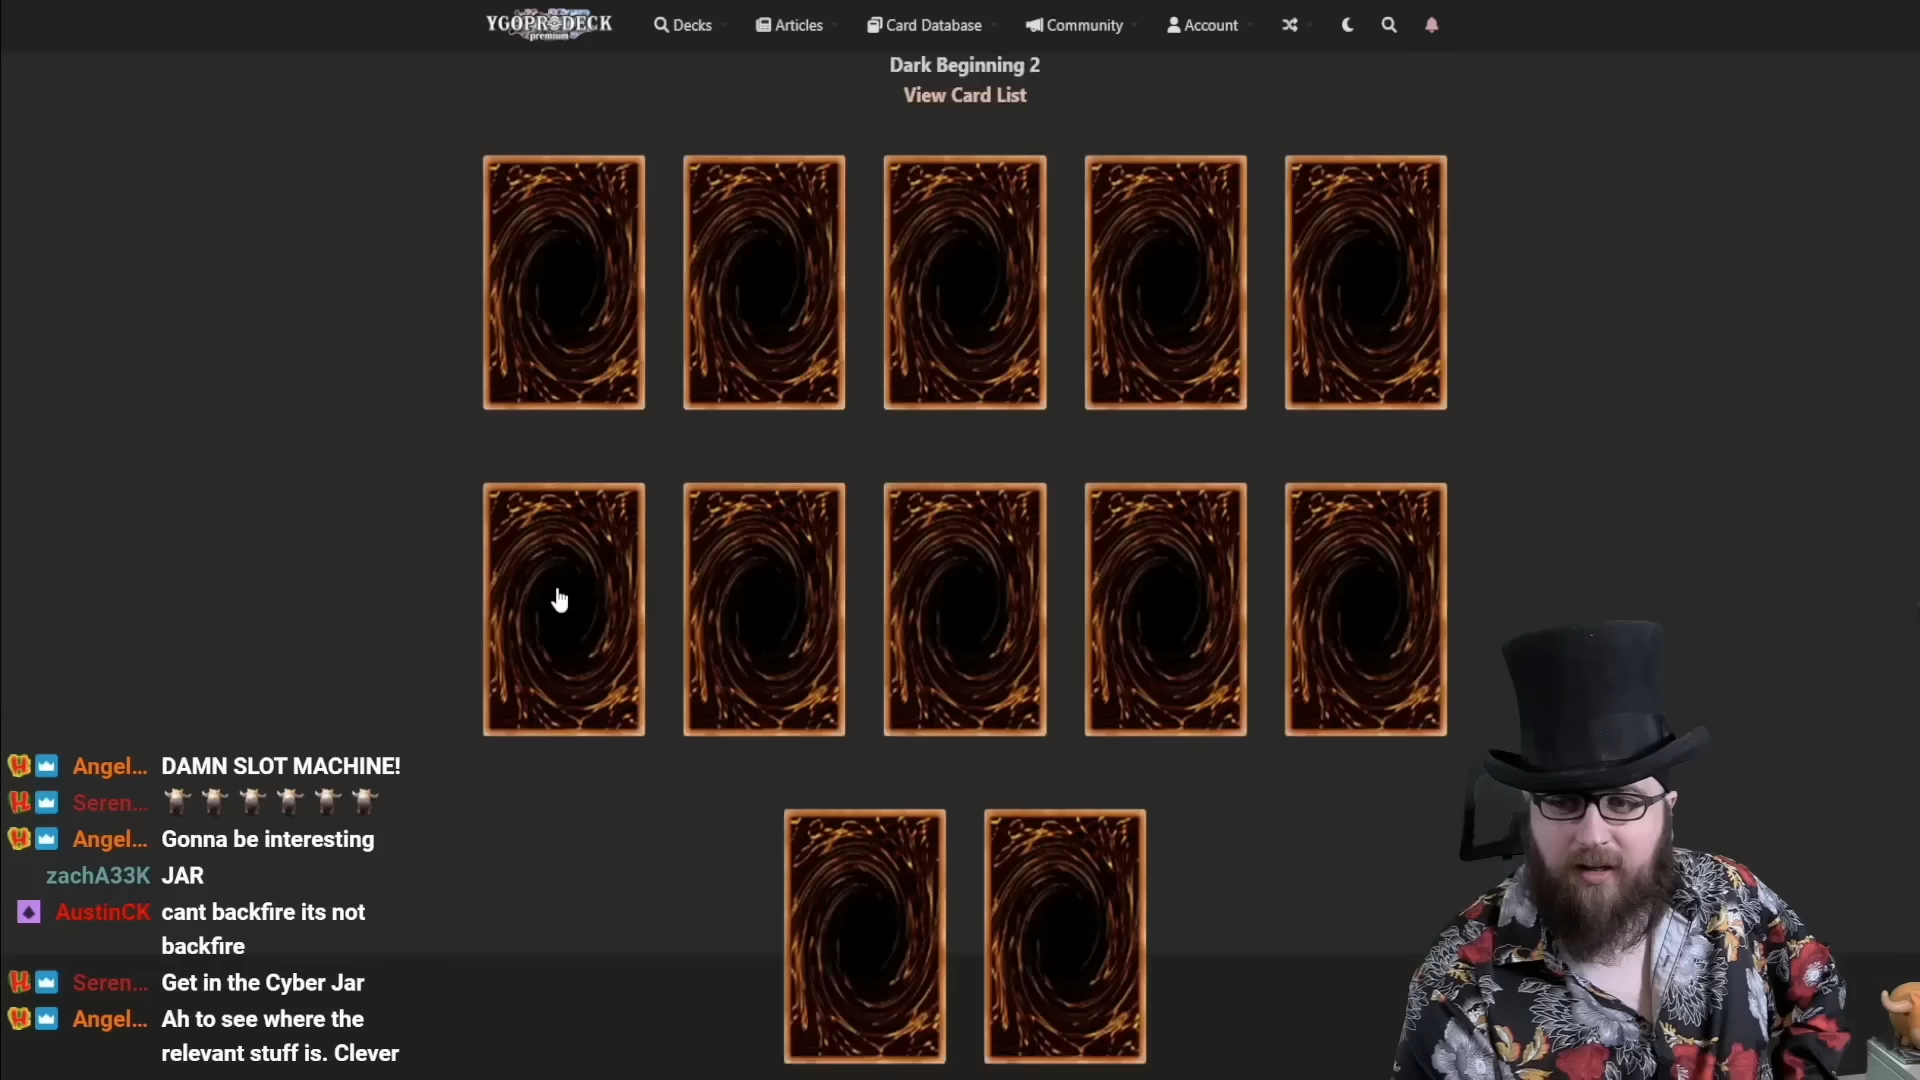 YGOPRODECK
premium
Decks
Articles
Card Database
Community
Account
Dark Beginning 2
View Card List
Angel... DAMN SLOT MACHINE!
Seren...
Angel... Gonna be interesting
zachA33K JAR
AustinCK cant backfire its not
backfire
Seren... Get in the Cyber Jar
Angel... Ah to see where the
relevant stuff is. Clever